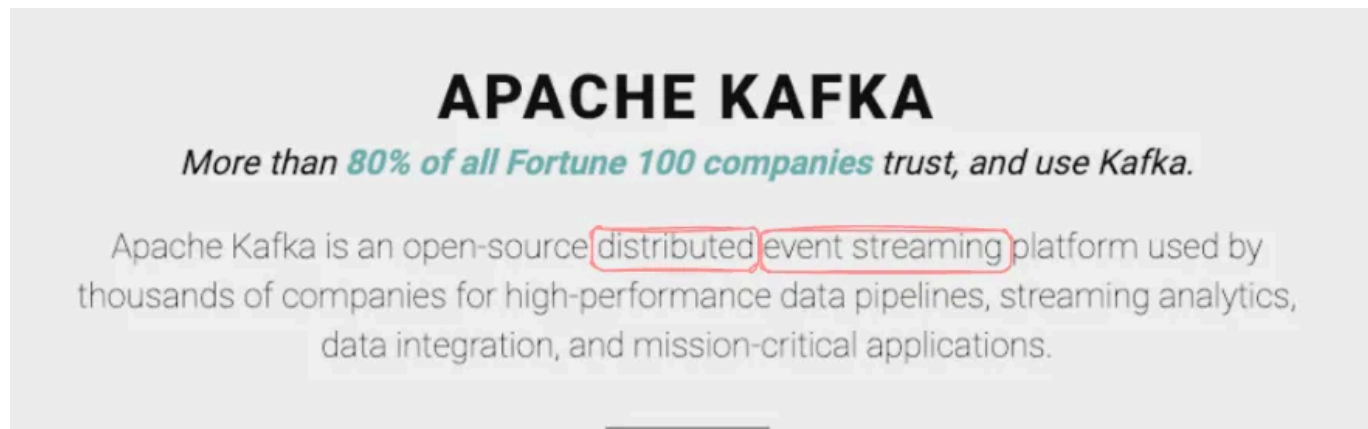 APACHE KAFKA
More than 80% of all Fortune 100 companies trust, and use Kafka.
Apache Kafka is an open-source distributed event streaming platform used by
thousands of companies for high-performance data pipelines, streaming analytics,
data integration, and mission-critical applications.